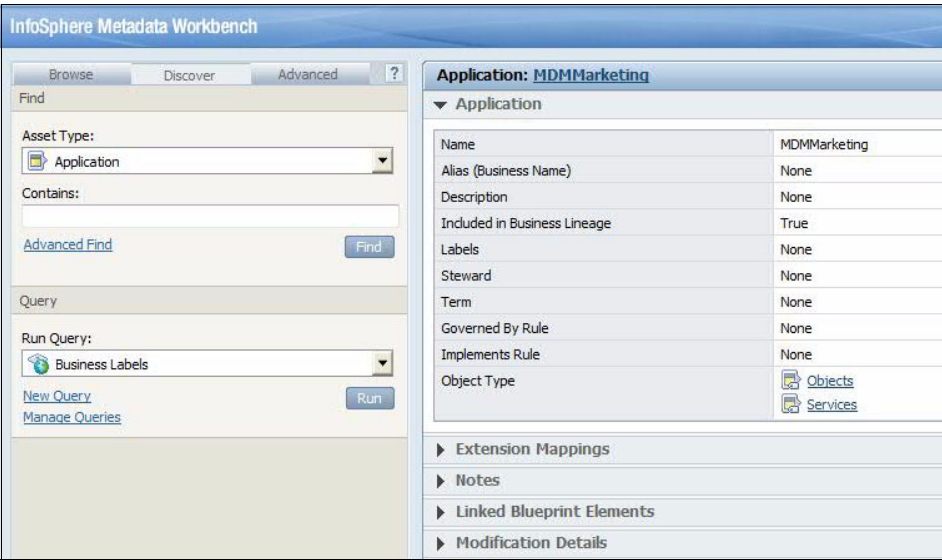 InfoSphere Metadata Workbench
Browse Discover Advanced ?
Find
Asset Type:
Application
Contains:
Advanced Find Find
Query
Run Query:
Business Labels
New Query Run
Manage Queries
Application: MDMMarketing
Application
Name MDMMarketing
Alias (Business Name) None
Description None
Included in Business Lineage True
Labels None
Steward None
Term None
Governed By Rule None
Implements Rule None
Object Type Objects
Services
Extension Mappings
Notes
Linked Blueprint Elements
Modification Details